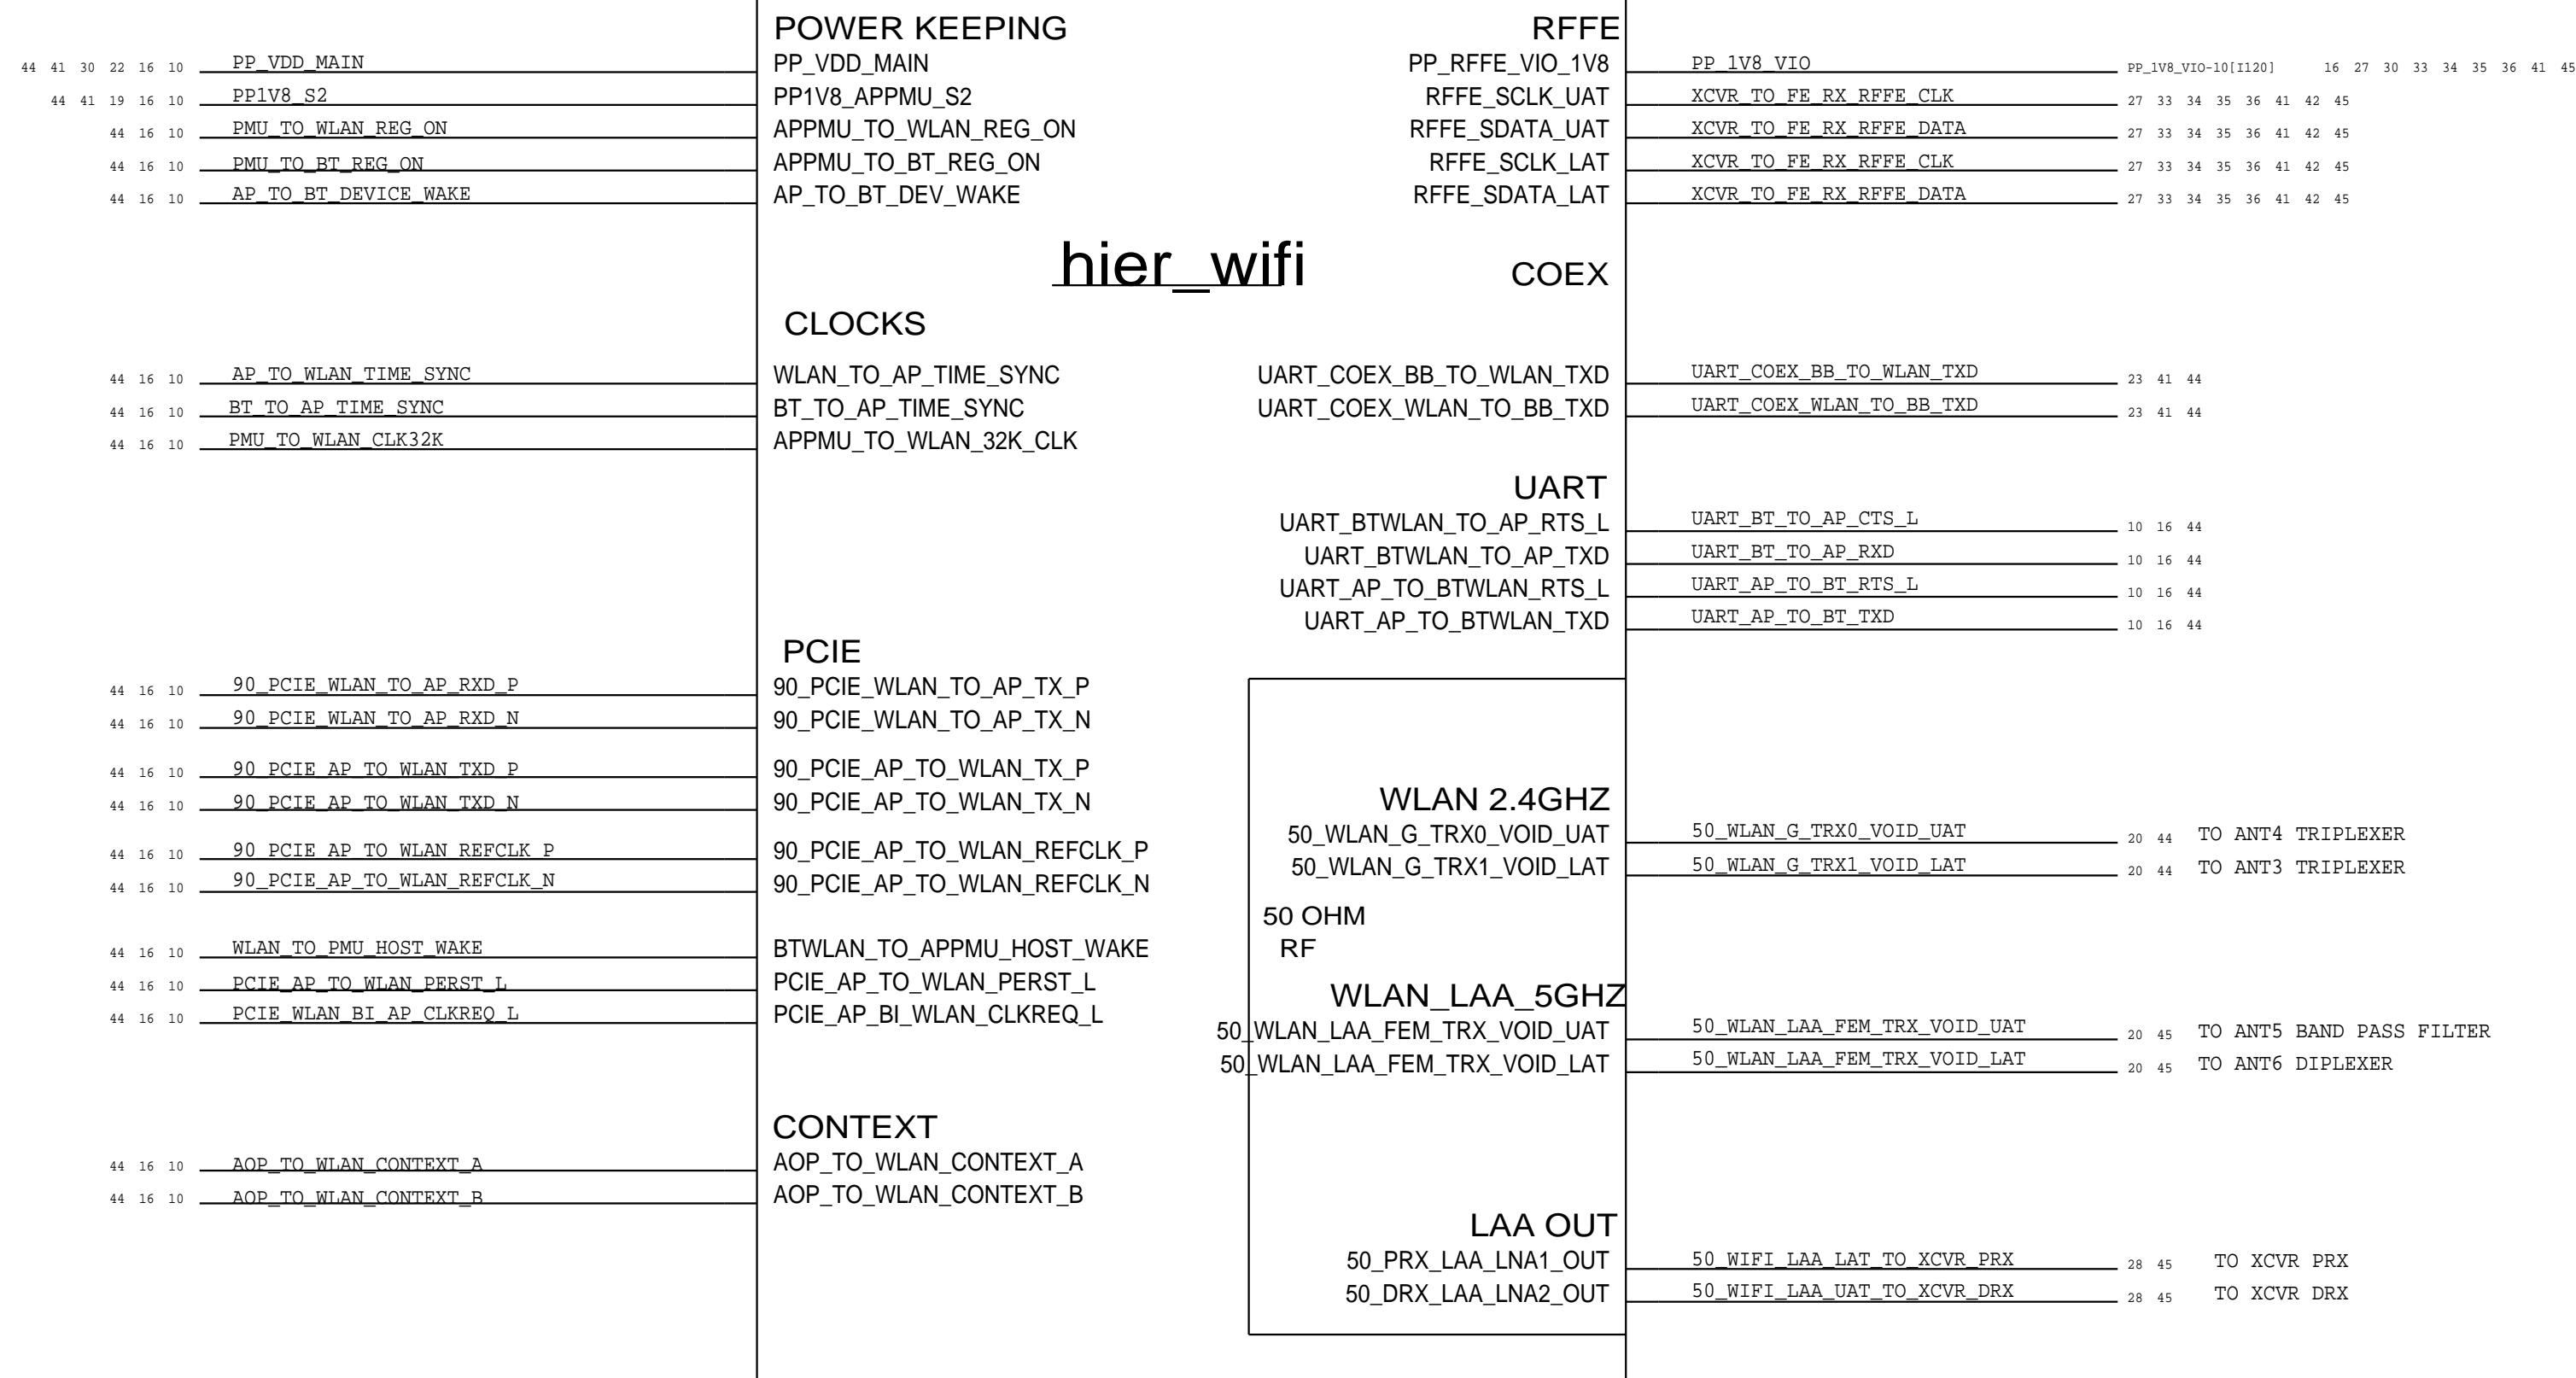 POWER KEEPING RFFE
44 41 30 22 16 10 PP_VDD_MAIN PP_VDD_MAIN PP_RFFE_VIO_1V8 PP_1V8_VIO PP_1V8_VIO-10[I120] 16 27 30 33 34 35 36 41 45
44 41 19 16 10 PP1V8_S2 PP1V8_APPMU_S2 RFFE_SCLK_UAT XCVR_TO_FE_RX_RFFE_CLK 27 33 34 35 36 41 42 45
44 16 10 PMU_TO_WLAN_REG_ON APPMU_TO_WLAN_REG_ON RFFE_SDATA_UAT XCVR_TO_FE_RX_RFFE_DATA 27 33 34 35 36 41 42 45
44 16 10 PMU_TO_BT_REG_ON APPMU_TO_BT_REG_ON RFFE_SCLK_LAT XCVR_TO_FE_RX_RFFE_CLK 27 33 34 35 36 41 42 45
44 16 10 AP_TO_BT_DEVICE_WAKE AP_TO_BT_DEV_WAKE RFFE_SDATA_LAT XCVR_TO_FE_RX_RFFE_DATA 27 33 34 35 36 41 42 45
hier_wifi COEX
CLOCKS
44 16 10 AP_TO_WLAN_TIME_SYNC WLAN_TO_AP_TIME_SYNC UART_COEX_BB_TO_WLAN_TXD UART_COEX_BB_TO_WLAN_TXD 23 41 44
44 16 10 BT_TO_AP_TIME_SYNC BT_TO_AP_TIME_SYNC UART_COEX_WLAN_TO_BB_TXD UART_COEX_WLAN_TO_BB_TXD 23 41 44
44 16 10 PMU_TO_WLAN_CLK32K APPMU_TO_WLAN_32K_CLK
UART
UART_BTWLAN_TO_AP_RTS_L UART_BT_TO_AP_CTS_L 10 16 44
UART_BTWLAN_TO_AP_TXD UART_BT_TO_AP_RXD 10 16 44
UART_AP_TO_BTWLAN_RTS_L UART_AP_TO_BT_RTS_L 10 16 44
UART_AP_TO_BTWLAN_TXD UART_AP_TO_BT_TXD 10 16 44
PCIE
44 16 10 90_PCIE_WLAN_TO_AP_RXD_P 90_PCIE_WLAN_TO_AP_TX_P
44 16 10 90_PCIE_WLAN_TO_AP_RXD_N 90_PCIE_WLAN_TO_AP_TX_N
44 16 10 90_PCIE_AP_TO_WLAN_TXD_P 90_PCIE_AP_TO_WLAN_TX_P
44 16 10 90_PCIE_AP_TO_WLAN_TXD_N 90_PCIE_AP_TO_WLAN_TX_N
WLAN 2.4GHZ
44 16 10 90_PCIE_AP_TO_WLAN_REFCLK_P 90_PCIE_AP_TO_WLAN_REFCLK_P 50_WLAN_G_TRX0_VOID_UAT 50_WLAN_G_TRX0_VOID_UAT 20 44 TO ANT4 TRIPLEXER
44 16 10 90_PCIE_AP_TO_WLAN_REFCLK_N 90_PCIE_AP_TO_WLAN_REFCLK_N 50_WLAN_G_TRX1_VOID_LAT 50_WLAN_G_TRX1_VOID_LAT 20 44 TO ANT3 TRIPLEXER
50 OHM
RF
44 16 10 WLAN_TO_PMU_HOST_WAKE BTWLAN_TO_APPMU_HOST_WAKE
44 16 10 PCIE_AP_TO_WLAN_PERST_L PCIE_AP_TO_WLAN_PERST_L
WLAN_LAA_5GHZ
44 16 10 PCIE_WLAN_BI_AP_CLKREQ_L PCIE_AP_BI_WLAN_CLKREQ_L
50_WLAN_LAA_FEM_TRX_VOID_UAT 50_WLAN_LAA_FEM_TRX_VOID_UAT 20 45 TO ANT5 BAND PASS FILTER
50_WLAN_LAA_FEM_TRX_VOID_LAT 50_WLAN_LAA_FEM_TRX_VOID_LAT 20 45 TO ANT6 DIPLEXER
CONTEXT
44 16 10 AOP_TO_WLAN_CONTEXT_A AOP_TO_WLAN_CONTEXT_A
44 16 10 AOP_TO_WLAN_CONTEXT_B AOP_TO_WLAN_CONTEXT_B
LAA OUT
50_PRX_LAA_LNA1_OUT 50_WIFI_LAA_LAT_TO_XCVR_PRX 28 45 TO XCVR PRX
50_DRX_LAA_LNA2_OUT 50_WIFI_LAA_UAT_TO_XCVR_DRX 28 45 TO XCVR DRX